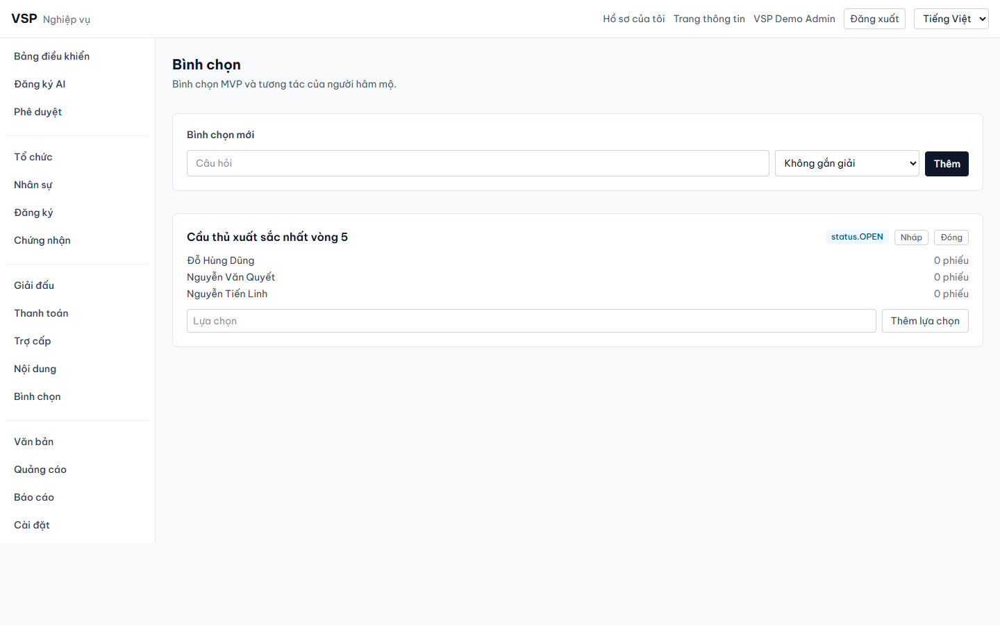 VSP Nghiệp vụ
Hồ sơ của tôi Trang thông tin VSP Demo Admin Đăng xuất Tiếng Việt
Bảng điều khiển
Đăng ký AI
Phê duyệt
Tổ chức
Nhân sự
Đăng ký
Chứng nhận
Giải đấu
Thanh toán
Trợ cấp
Nội dung
Bình chọn
Văn bản
Quảng cáo
Báo cáo
Cài đặt
Bình chọn
Bình chọn MVP và tương tác của người hâm mộ.
Bình chọn mới
Câu hỏi Không gắn giải Thêm
Cầu thủ xuất sắc nhất vòng 5 status.OPEN Nháp Đóng
Đỗ Hùng Dũng 0 phiếu
Nguyễn Văn Quyết 0 phiếu
Nguyễn Tiến Linh 0 phiếu
Lựa chọn Thêm lựa chọn